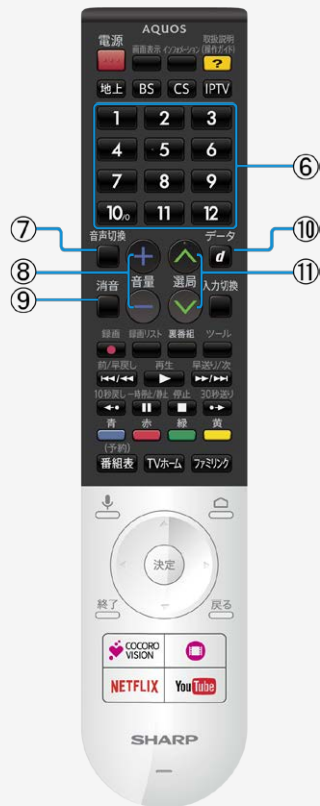 AQUOS
電源 画面表示 インフォメーション 取扱説明
(操作ガイド)
?
地上 BS CS IPTV
1 2 3
4 5 6
7 8 9
10/0 11 12
⑥
⑦ 音声切換 データ ⑩
d
⑧ + 音量 選局 ⑪
⑨ 消音 − 入力切換
録画 録画リスト 裏番組 ツール
前/早戻し 再生 早送り/次
10秒戻し 一時停止/静止 停止 30秒送り
青 赤 緑 黄
(予約)
番組表 TVホーム ファミリンク
決定
終了 戻る
COCORO
VISION
NETFLIX YouTube
SHARP